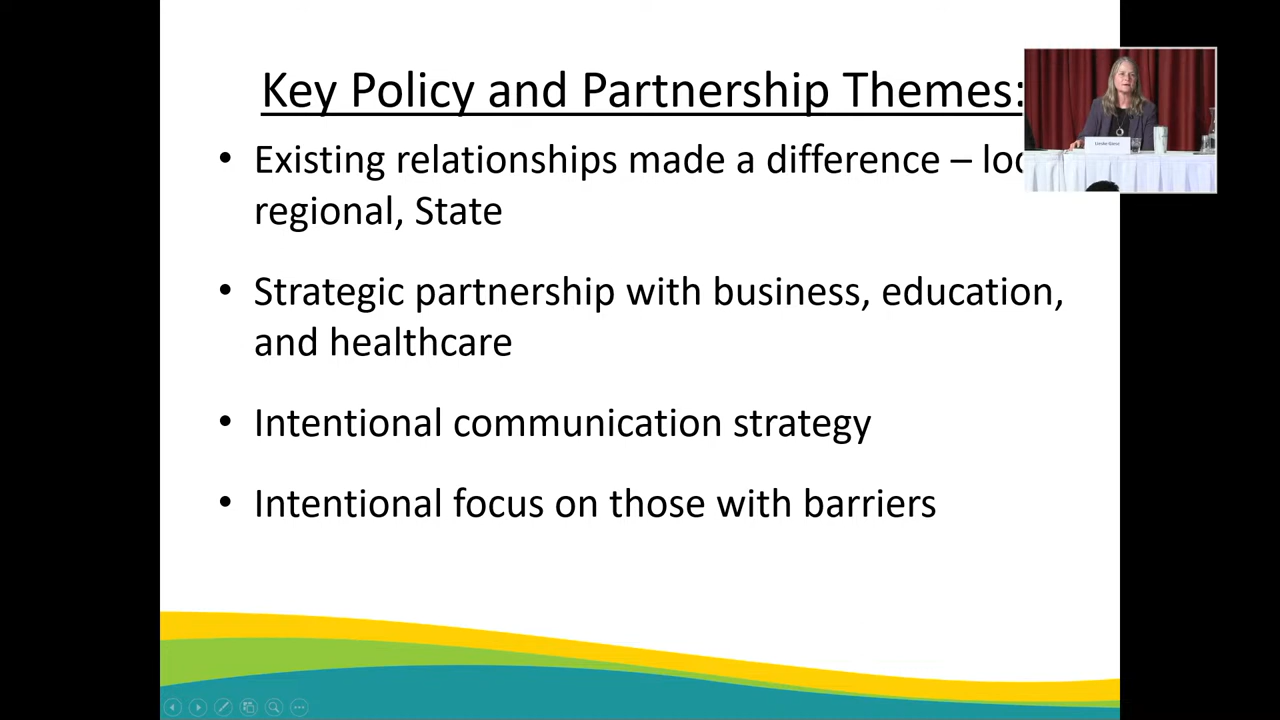 Key Policy and Partnership Themes:
• Existing relationships made a difference –
regional, State
• Strategic partnership with business, education,
and healthcare
• Intentional communication strategy
• Intentional focus on those with barriers